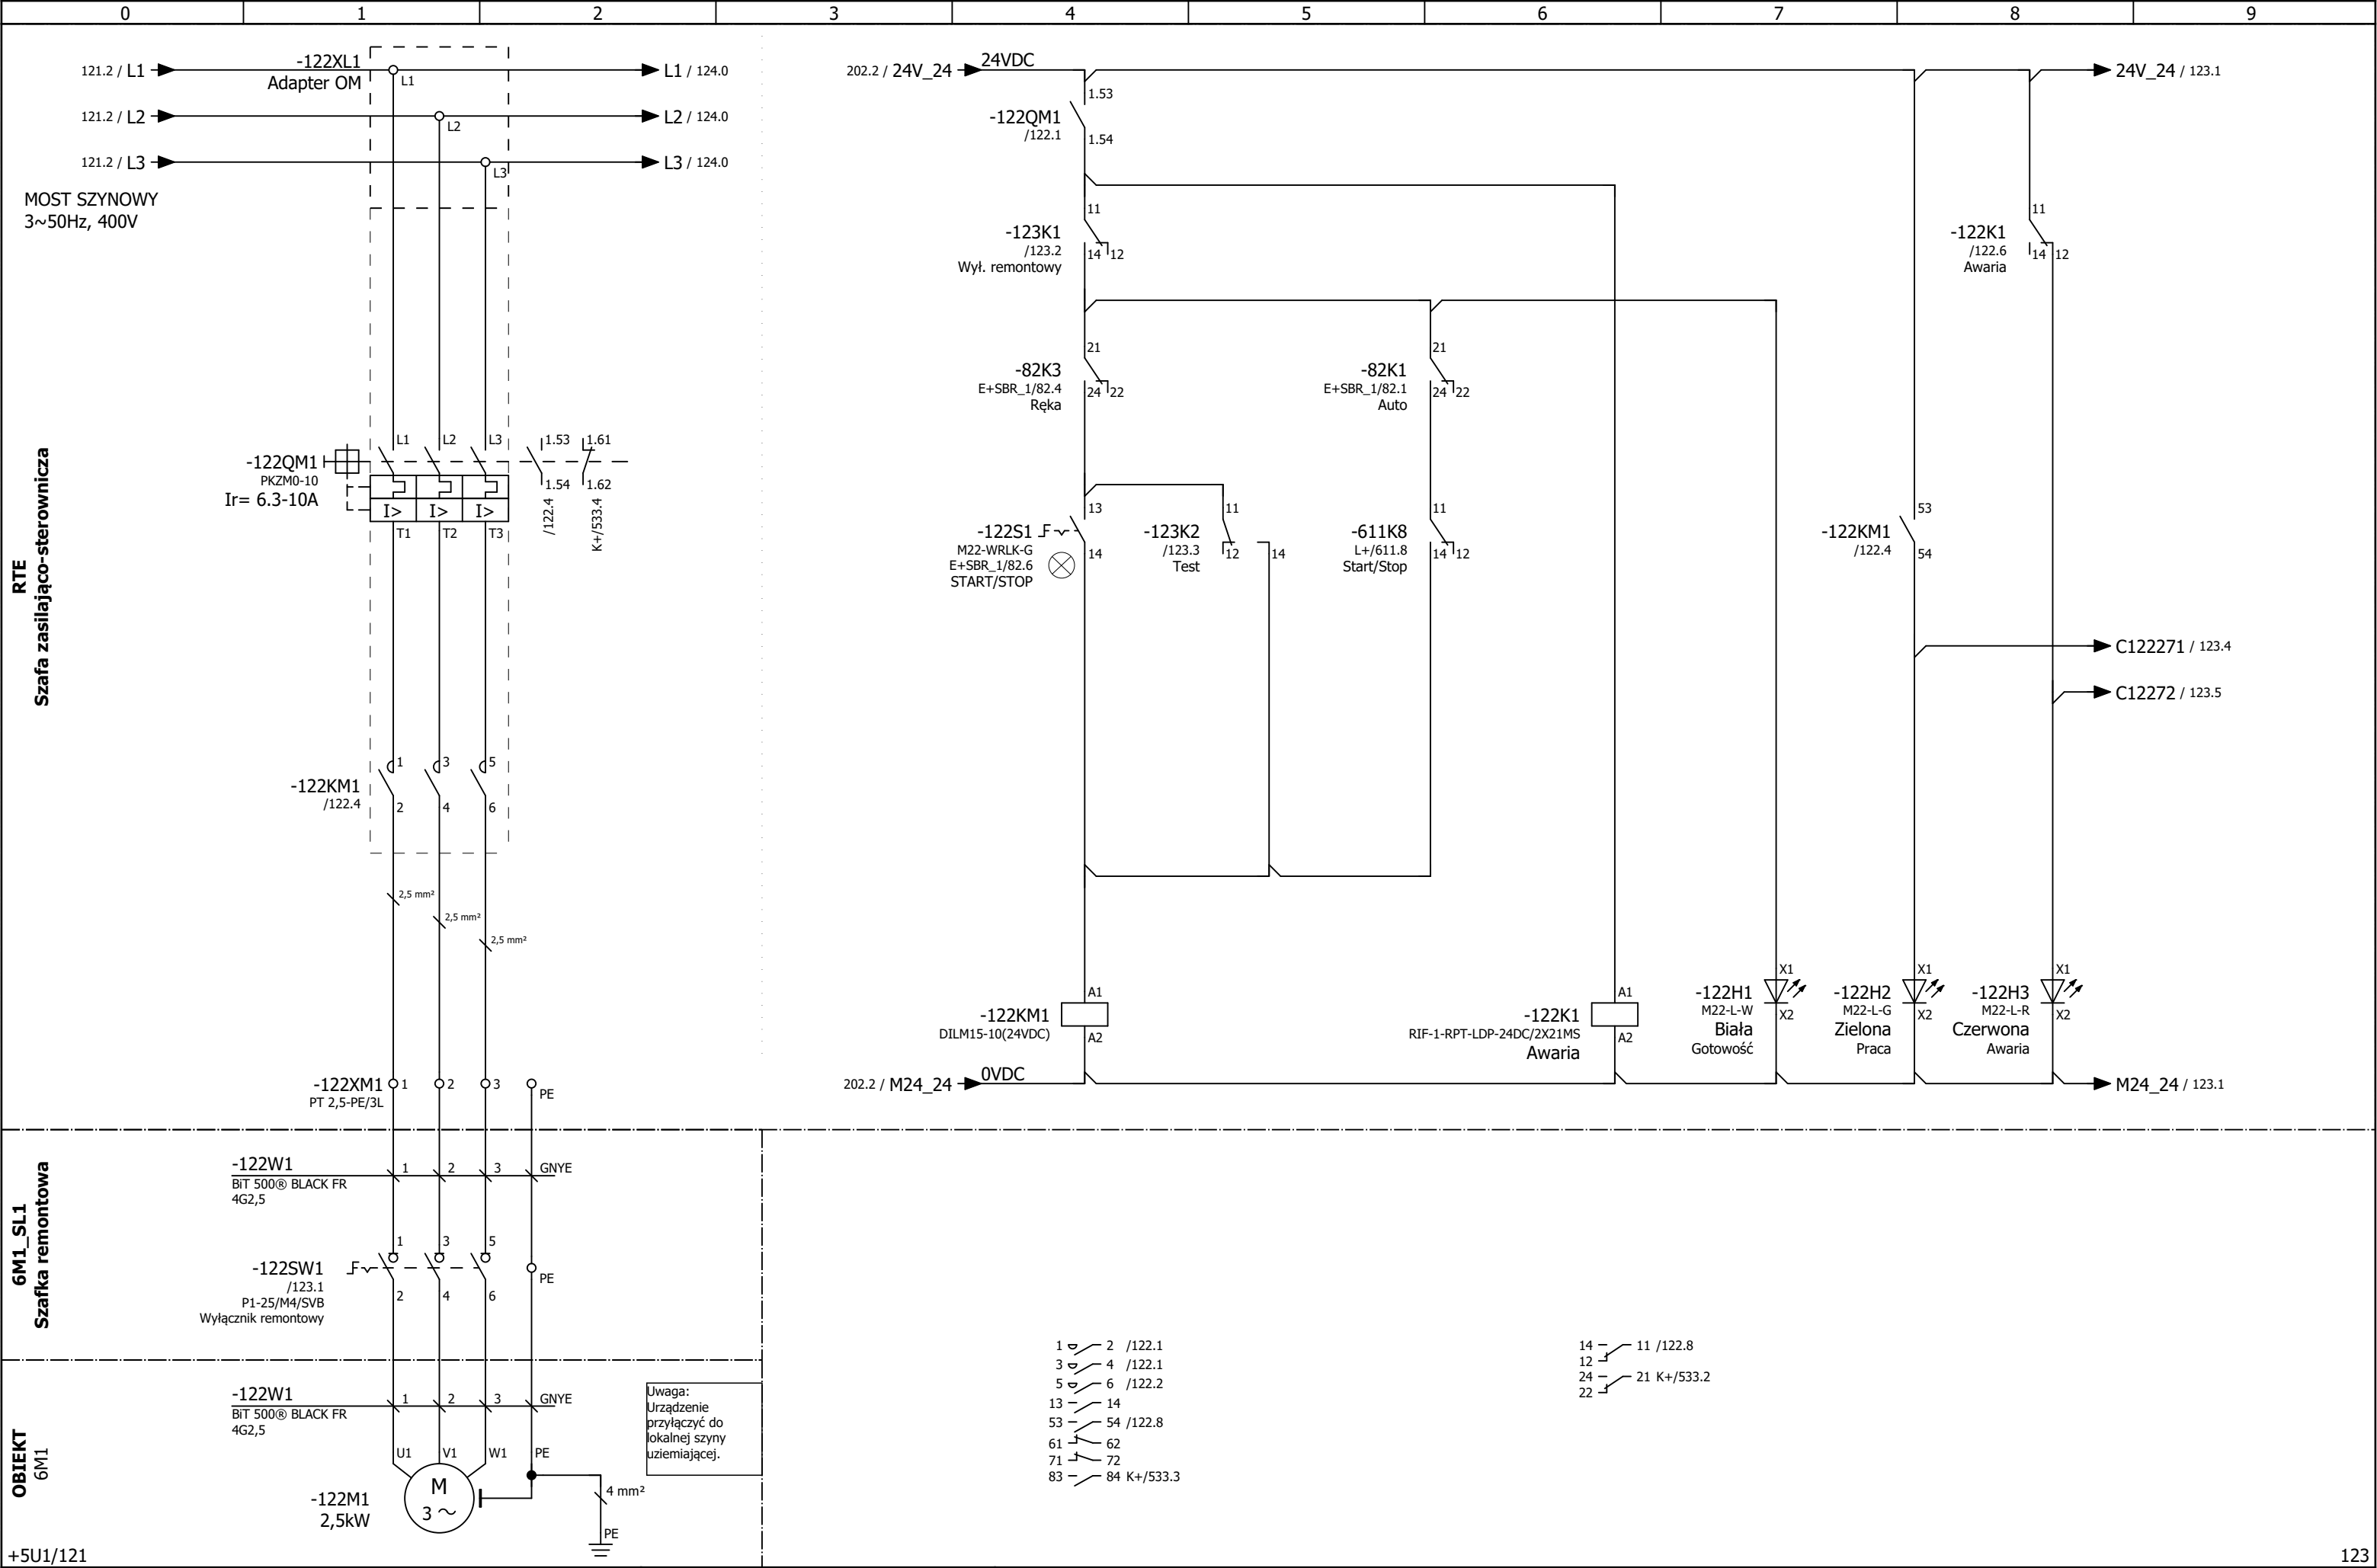 0 1 2 3 4 5 6 7 8 9
121.2 / L1
-122XL1
Adapter OM
L1
L1 / 124.0
121.2 / L2
L2
L2 / 124.0
121.2 / L3
L3
L3 / 124.0
MOST SZYNOWY
3~50Hz, 400V
RTE
Szafa zasilająco-sterownicza
-122QM1
PKZM0-10
Ir= 6.3-10A
L1 L2 L3
I> I> I>
T1 T2 T3
1.53 1.61
1.54 1.62
/122.4
K+/533.4
-122KM1
/122.4
1 3 5
2 4 6
2,5 mm²
2,5 mm²
2,5 mm²
-122XM1
PT 2,5-PE/3L
1 2 3 PE
6M1_SL1
Szafka remontowa
-122W1
BiT 500® BLACK FR
4G2,5
1 2 3 GNYE
-122SW1
/123.1
P1-25/M4/SVB
Wyłącznik remontowy
1 3 5
2 4 6
PE
OBIEKT
6M1
-122W1
BiT 500® BLACK FR
4G2,5
1 2 3 GNYE
U1 V1 W1 PE
M
3
-122M1
2,5kW
4 mm²
PE
Uwaga:
Urządzenie
przyłączyć do
lokalnej szyny
uziemiającej.
202.2 / 24V_24
24VDC
24V_24 / 123.1
-122QM1
/122.1
1.53
1.54
-123K1
/123.2
Wył. remontowy
11
14 12
-82K3
E+SBR_1/82.4
Ręka
21
24 22
-82K1
E+SBR_1/82.1
Auto
21
24 22
-122S1
M22-WRLK-G
E+SBR_1/82.6
START/STOP
13
14
-123K2
/123.3
Test
11
12 14
-611K8
L+/611.8
Start/Stop
11
14 12
-122KM1
/122.4
53
54
-122K1
/122.6
Awaria
11
14 12
C122271 / 123.4
C12272 / 123.5
-122KM1
DILM15-10(24VDC)
A1
A2
-122K1
RIF-1-RPT-LDP-24DC/2X21MS
Awaria
A1
A2
-122H1
M22-L-W
Biała
Gotowość
X1
X2
-122H2
M22-L-G
Zielona
Praca
X1
X2
-122H3
M22-L-R
Czerwona
Awaria
X1
X2
202.2 / M24_24
0VDC
M24_24 / 123.1
1 2 /122.1
3 4 /122.1
5 6 /122.2
13 14
53 54 /122.8
61 62
71 72
83 84 K+/533.3
14 11 /122.8
12
24 21 K+/533.2
22
+5U1/121
123